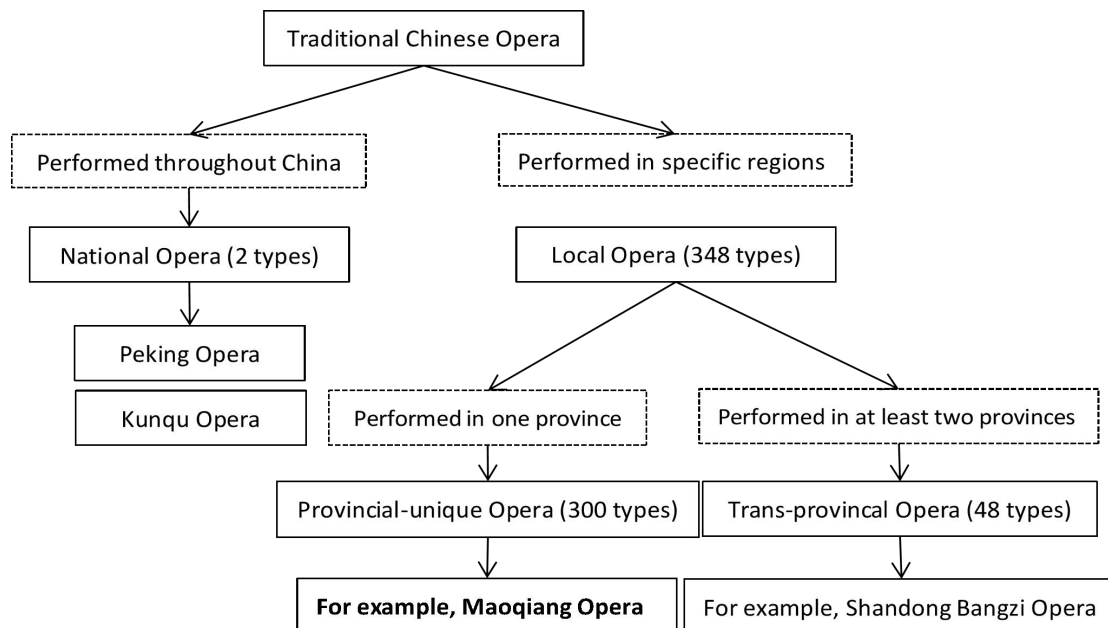 Traditional Chinese Opera
Performed throughout China
Performed in specific regions
National Opera (2 types)
Local Opera (348 types)
Peking Opera
Kunqu Opera
Performed in one province
Performed in at least two provinces
Provincial-unique Opera (300 types)
Trans-provincal Opera (48 types)
For example, Maoqiang Opera
For example, Shandong Bangzi Opera